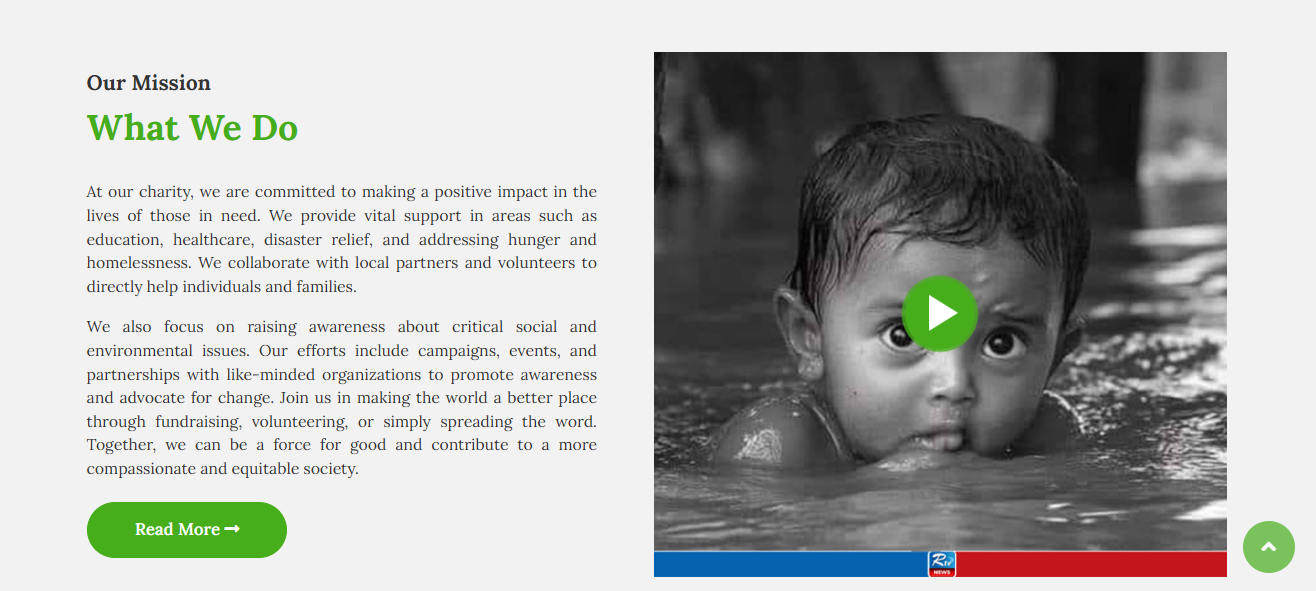 Our Mission
What We Do
At our charity, we are committed to making a positive impact in the
lives of those in need. We provide vital support in areas such as
education, healthcare, disaster relief, and addressing hunger and
homelessness. We collaborate with local partners and volunteers to
directly help individuals and families.
We also focus on raising awareness about critical social and
environmental issues. Our efforts include campaigns, events, and
partnerships with like-minded organizations to promote awareness
and advocate for change. Join us in making the world a better place
through fundraising, volunteering, or simply spreading the word.
Together, we can be a force for good and contribute to a more
compassionate and equitable society.
Read More
Rtv
NEWS